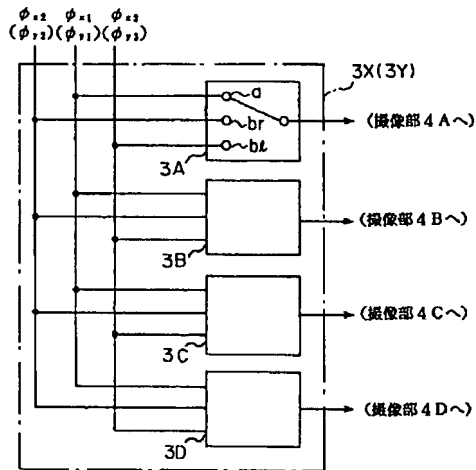 φx2 φx1 φx3
(φy2) (φy1) (φy3)
3X(3Y)
a
br
bℓ
3A
(撮像部4Aへ)
3B
(撮像部4Bへ)
3C
(撮像部4Cへ)
3D
(撮像部4Dへ)